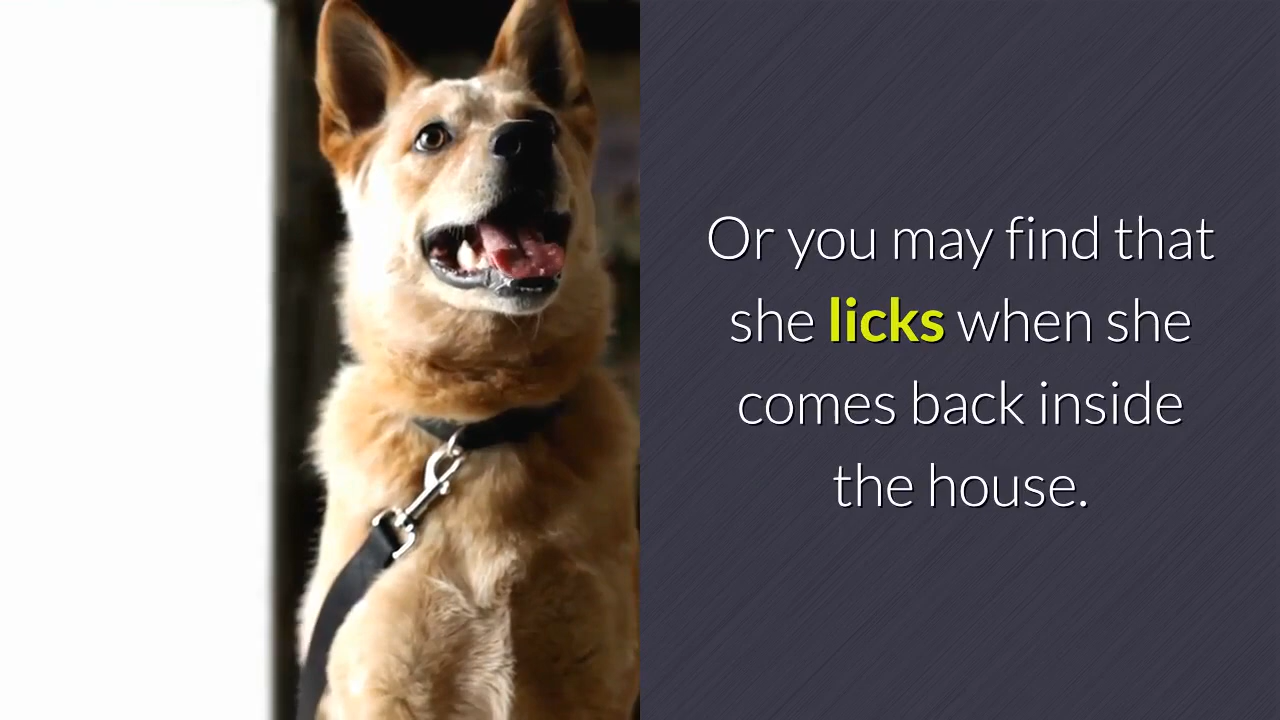 Or you may find that
she licks when she
comes back inside
the house.